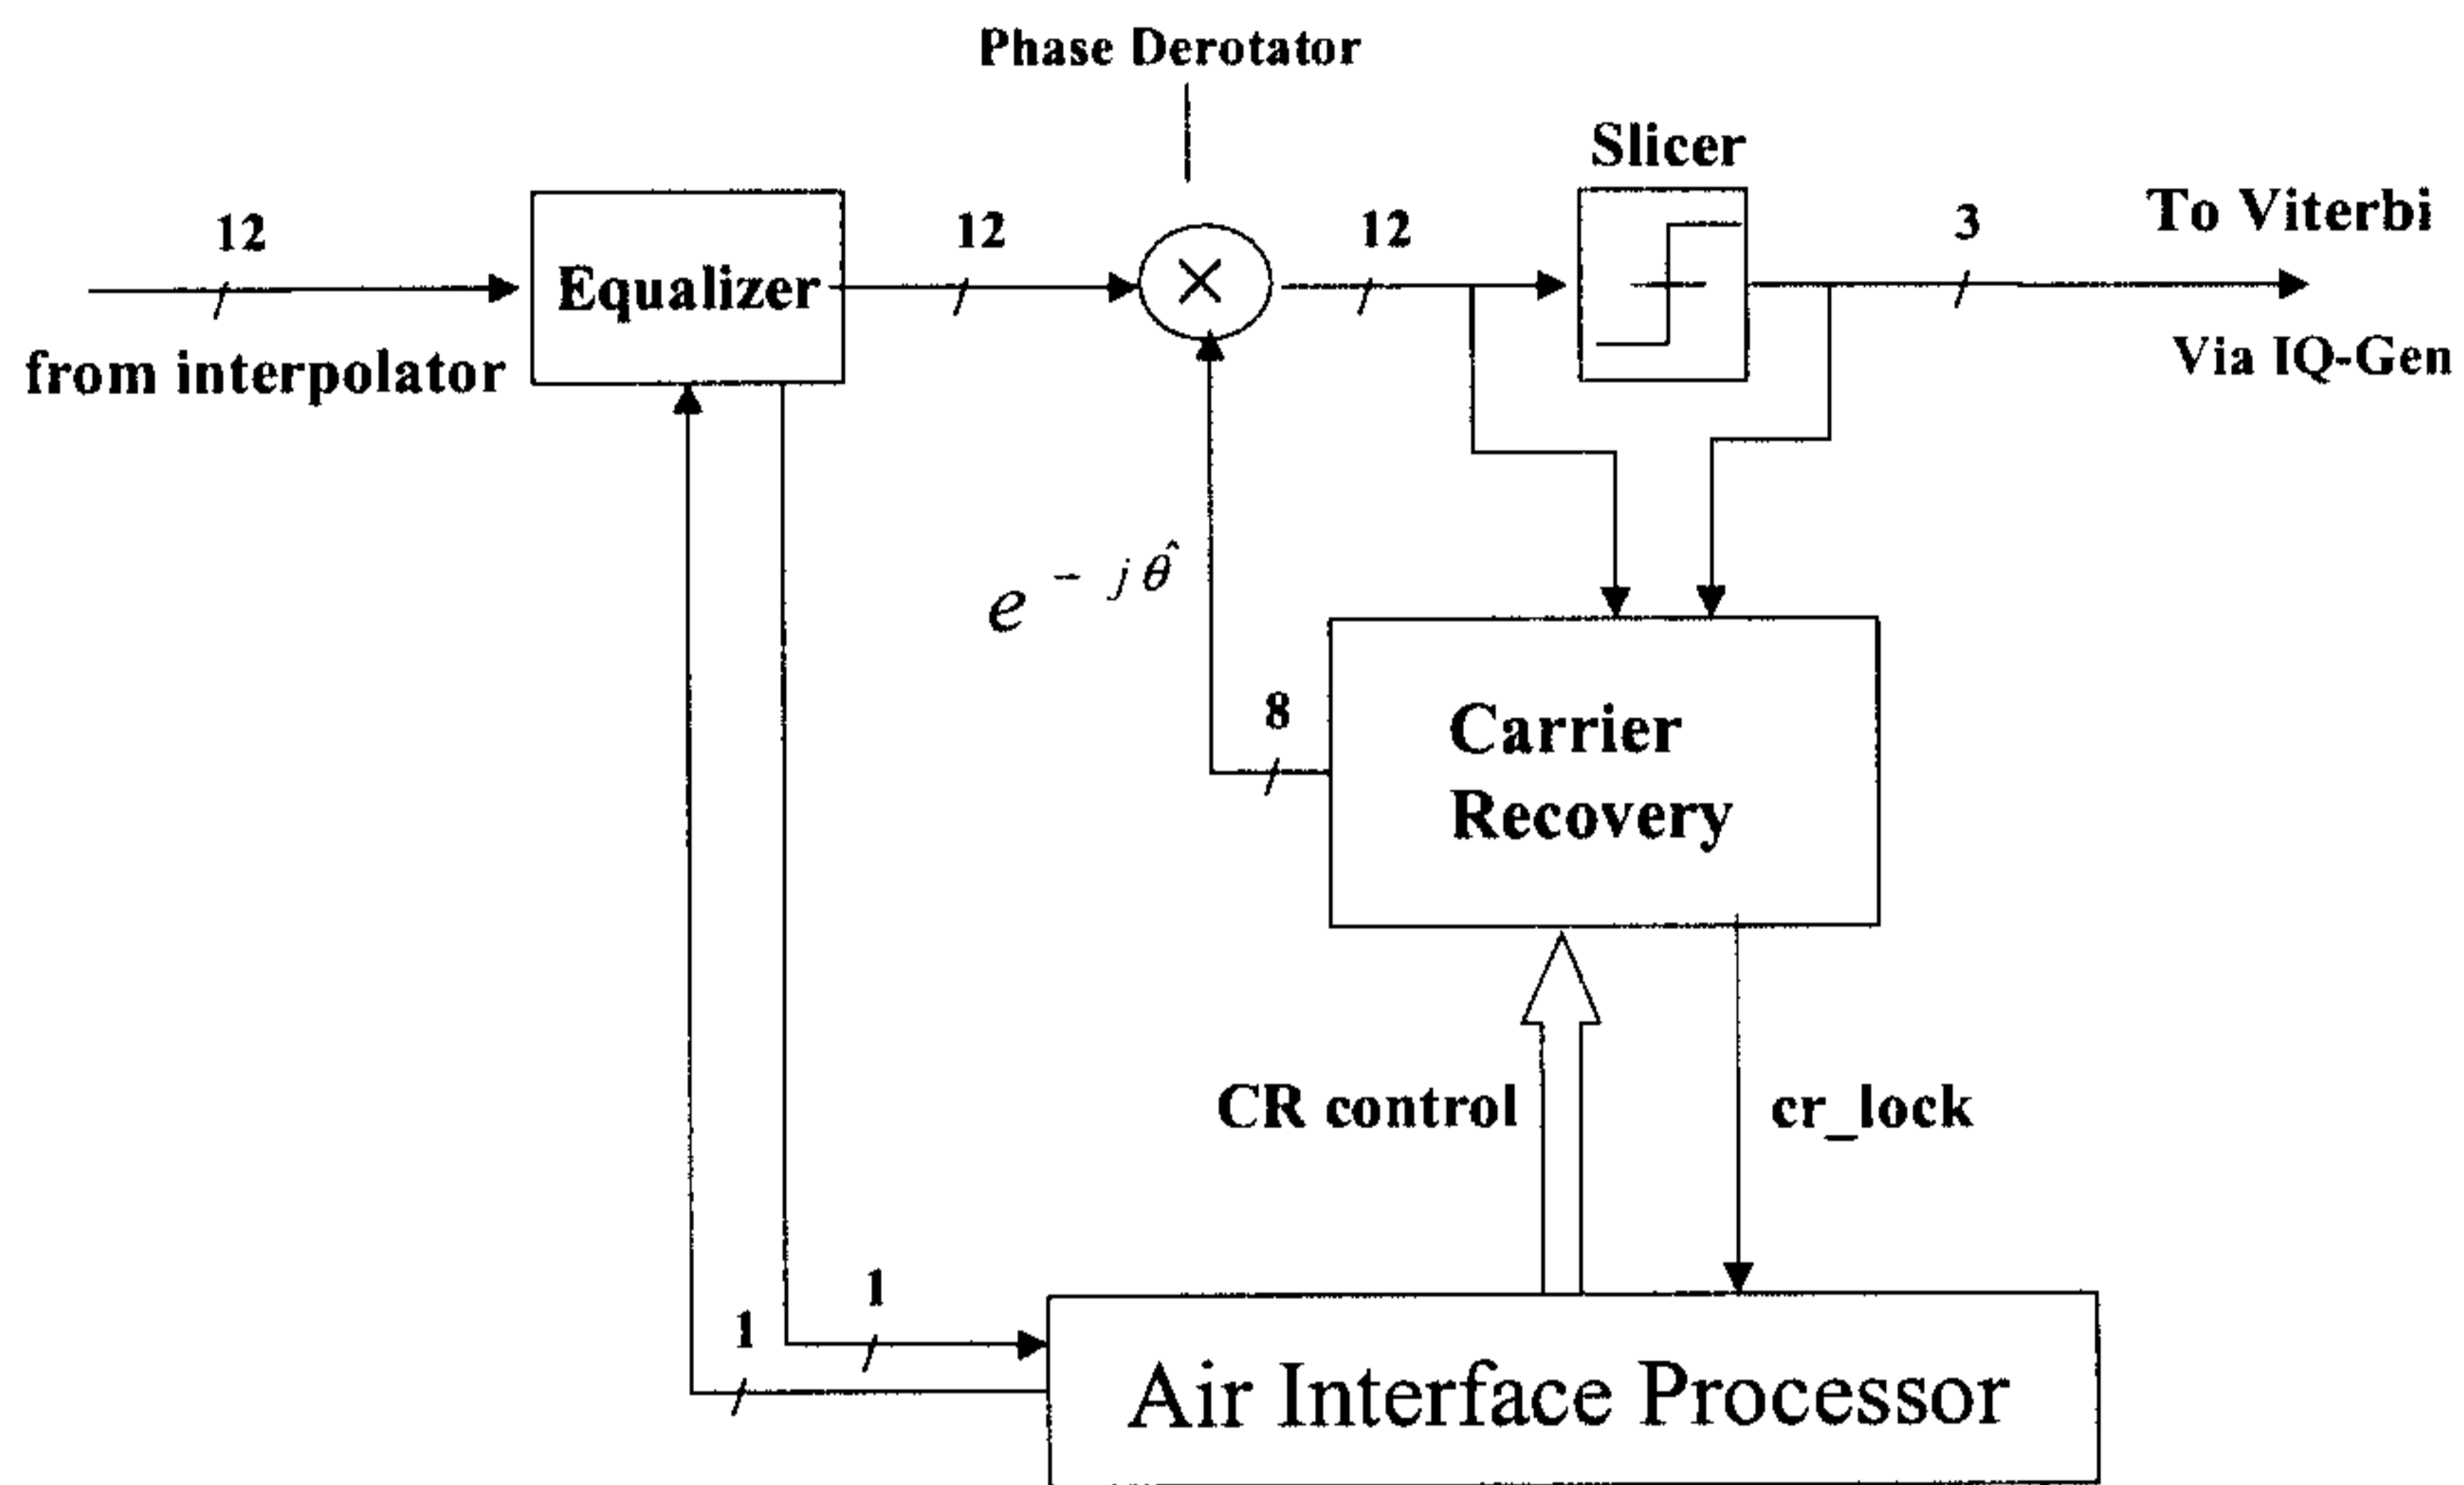 Phase Derotator
Slicer
12
12
12
3
To Viterbi
Equalizer
from interpolator
Via IQ-Gen
e^{-jθ̂}
8
Carrier
Recovery
CR control
cr_lock
1
1
Air Interface Processor